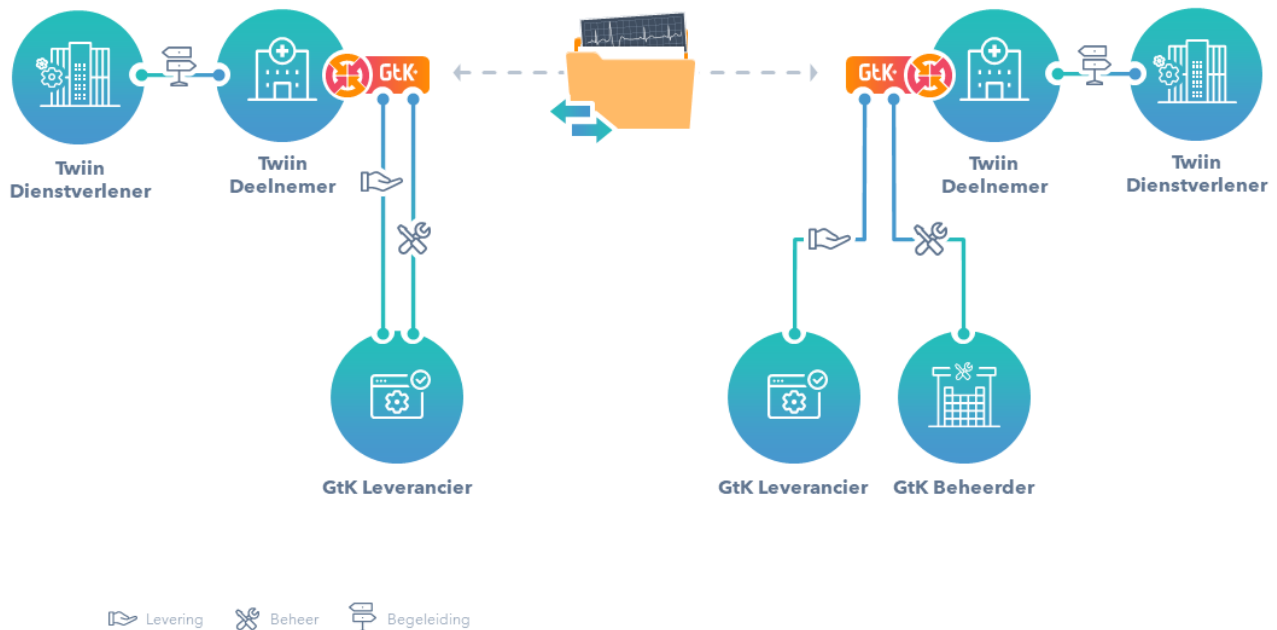 GtK
GtK
Twiin
Dienstverlener
Twiin
Deelnemer
Twiin
Deelnemer
Twiin
Dienstverlener
GtK Leverancier
GtK Leverancier
GtK Beheerder
Levering
Beheer
Begeleiding